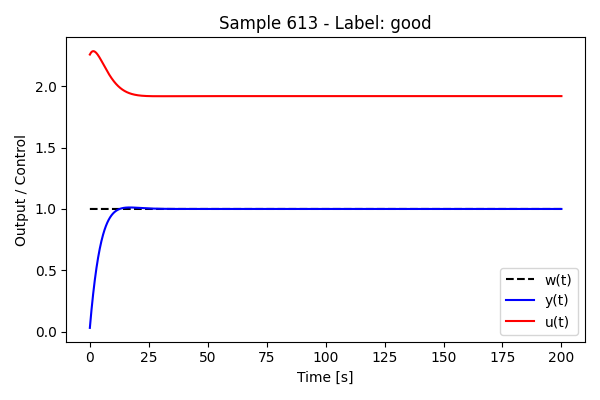 Sample 613 - Label: good
Output / Control
2.0
1.5
1.0
0.5
0.0
w(t)
y(t)
u(t)
0 25 50 75 100 125 150 175 200
Time [s]